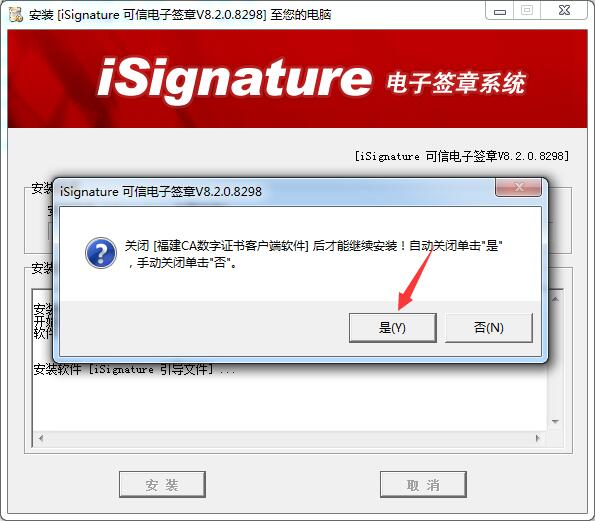 安装 [iSignature 可信电子签章V8.2.0.8298] 至您的电脑
iSignature 电子签章系统
[iSignature 可信电子签章V8.2.0.8298]
安装
iSignature 可信电子签章V8.2.0.8298
关闭 [福建CA数字证书客户端软件] 后才能继续安装！自动关闭单击"是"
，手动关闭单击"否"。
是(Y)
否(N)
安装
安装
开始
软件
安装软件 [iSignature 引导文件]...
安 装
取 消